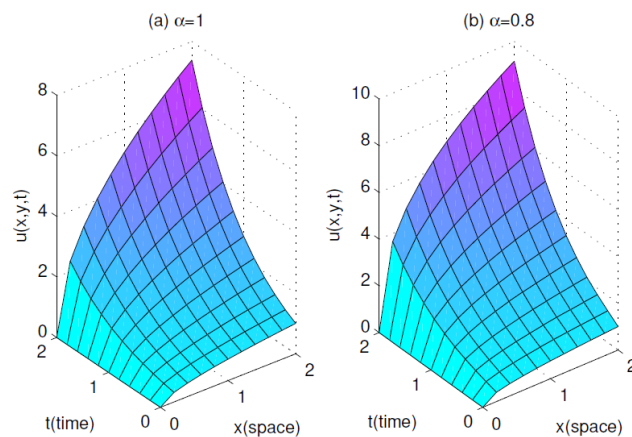 (a) α=1
8
6
4
2
0
u(x,y,t)
2
1
0
t(time)
0
1
2
x(space)
(b) α=0.8
10
8
6
4
2
0
u(x,y,t)
2
1
0
t(time)
0
1
2
x(space)